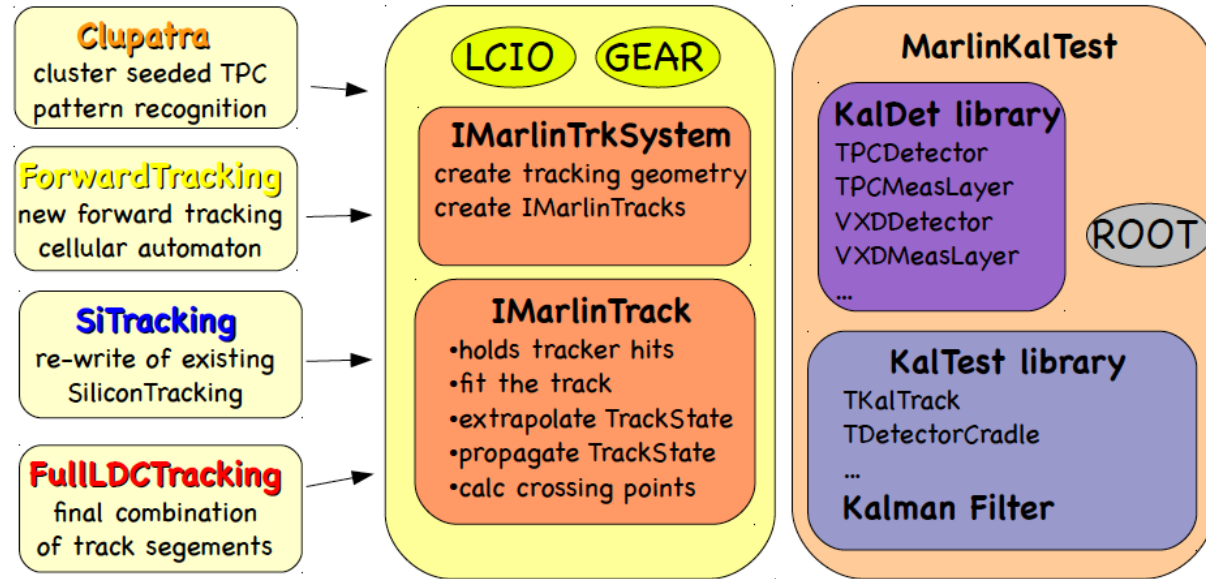 Clupatra
cluster seeded TPC
pattern recognition
ForwardTracking
new forward tracking
cellular automaton
SiTracking
re-write of existing
SiliconTracking
FullLDCTracking
final combination
of track segements
LCIO
GEAR
IMarlinTrkSystem
create tracking geometry
create IMarlinTracks
IMarlinTrack
•holds tracker hits
•fit the track
•extrapolate TrackState
•propagate TrackState
•calc crossing points
MarlinKalTest
KalDet library
TPCDetector
TPCMeasLayer
VXDDetector
VXDMeasLayer
...
ROOT
KalTest library
TKalTrack
TDetectorCradle
...
Kalman Filter